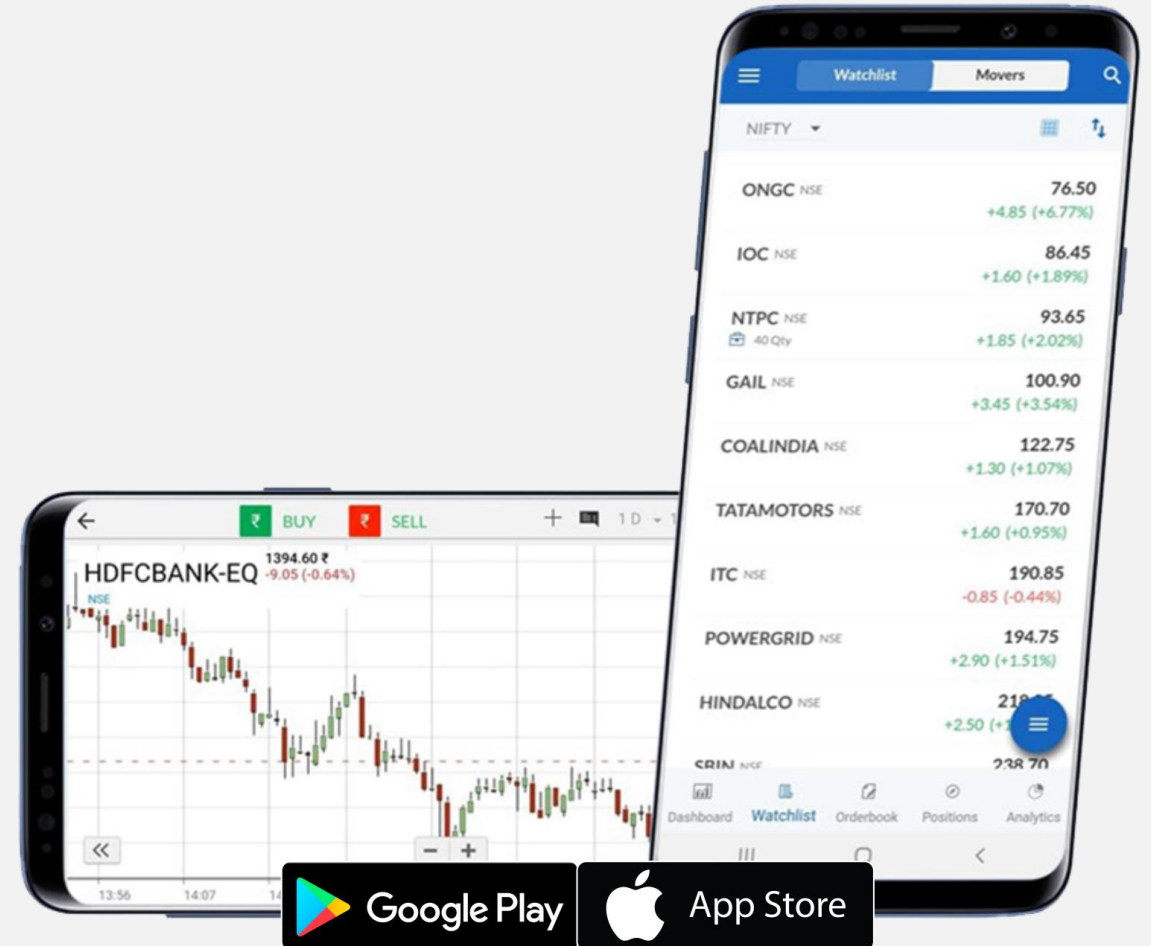 Watchlist Movers
NIFTY
ONGC NSE 76.50
+4.85 (+6.77%)
IOC NSE 86.45
+1.60 (+1.89%)
NTPC NSE 93.65
40 Qty +1.85 (+2.02%)
GAIL NSE 100.90
+3.45 (+3.54%)
COALINDIA NSE 122.75
+1.30 (+1.07%)
TATAMOTORS NSE 170.70
+1.60 (+0.95%)
ITC NSE 190.85
-0.85 (-0.44%)
POWERGRID NSE 194.75
+2.90 (+1.51%)
HINDALCO NSE
+2.50
SBIN NSE 238.70
Dashboard Watchlist Orderbook Positions Analytics
₹ BUY ₹ SELL 1 D
1394.60 ₹
HDFCBANK-EQ -9.05 (-0.64%)
NSE
13:56 14:07
Google Play
App Store